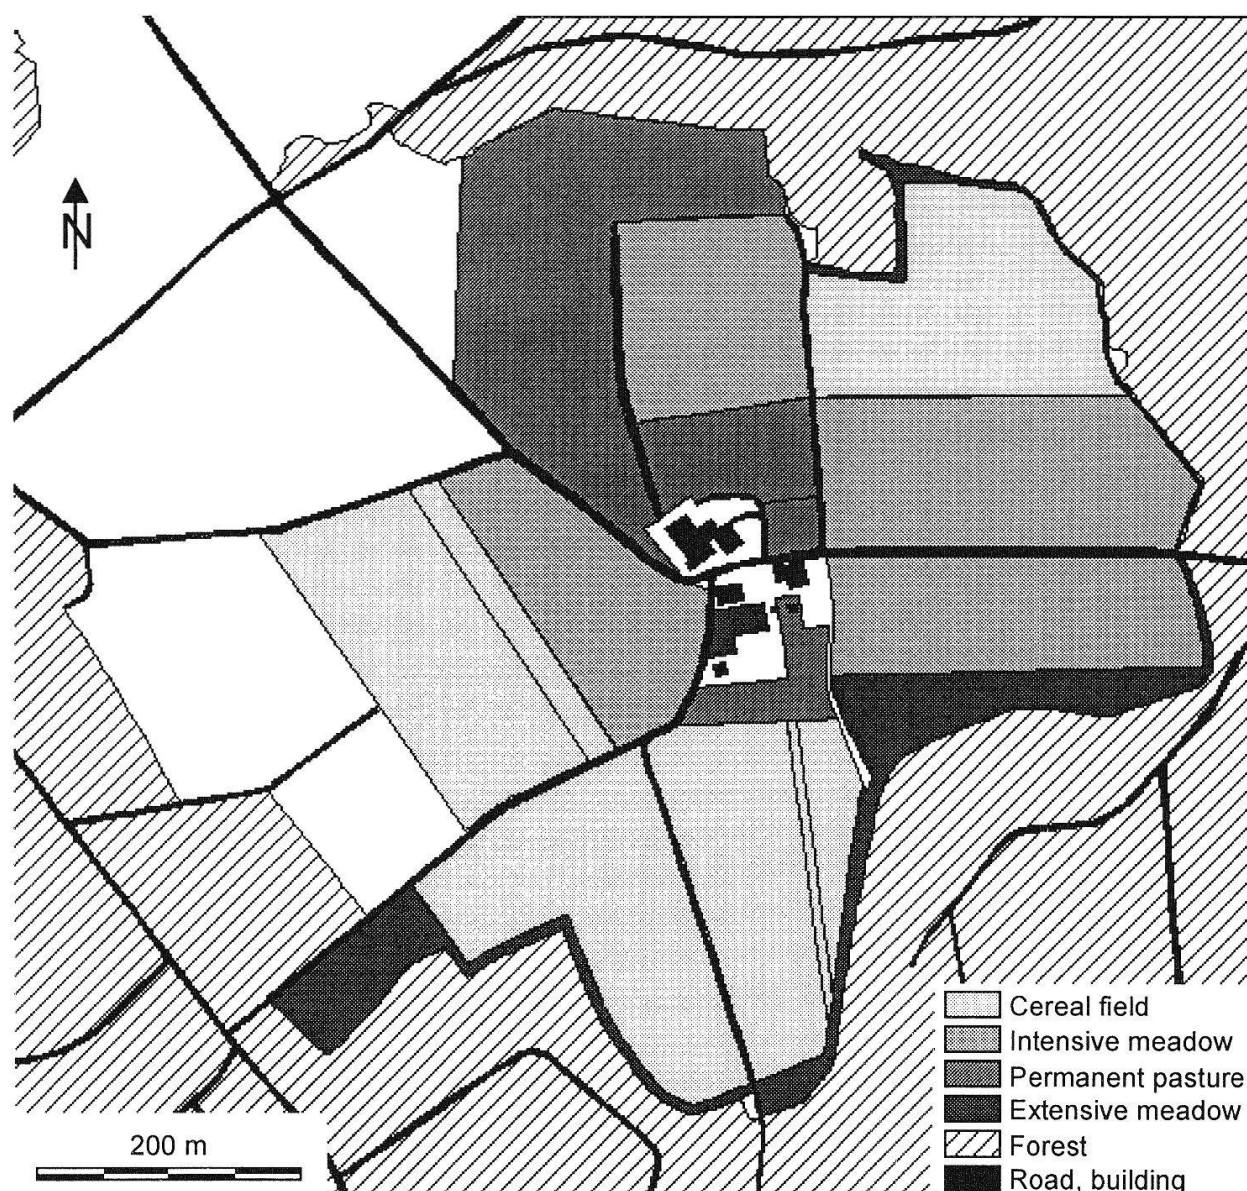 N
Cereal field
Intensive meadow
Permanent pasture
Extensive meadow
Forest
Road, building
200 m